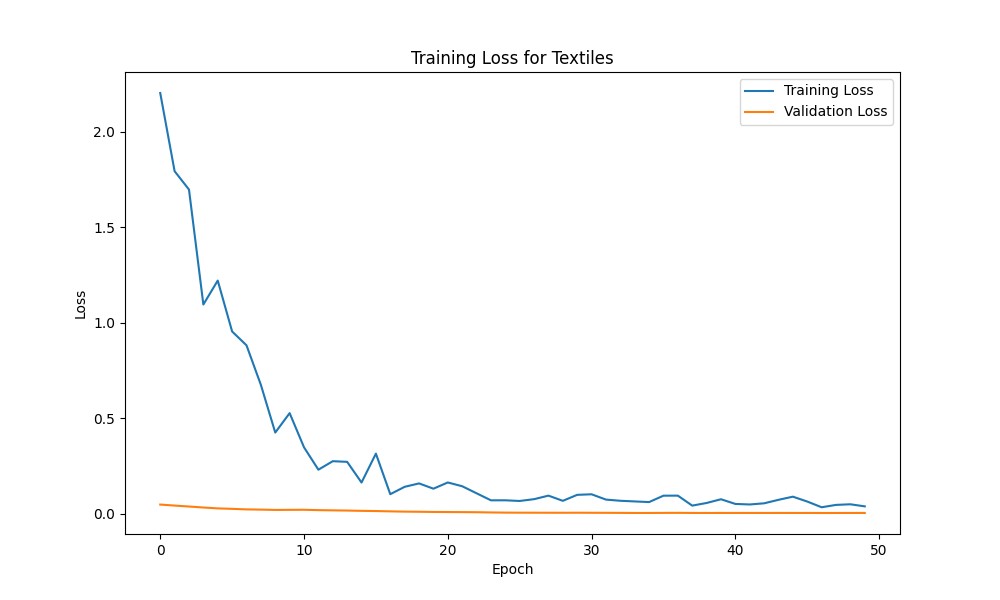 Training Loss for Textiles
Training Loss
Validation Loss
2.0
1.5
1.0
0.5
0.0
Loss
0 10 20 30 40 50
Epoch